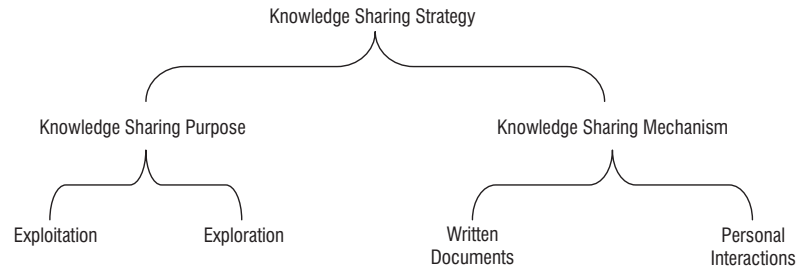 Knowledge Sharing Strategy
Knowledge Sharing Purpose
Knowledge Sharing Mechanism
Exploitation
Exploration
Written
Documents
Personal
Interactions